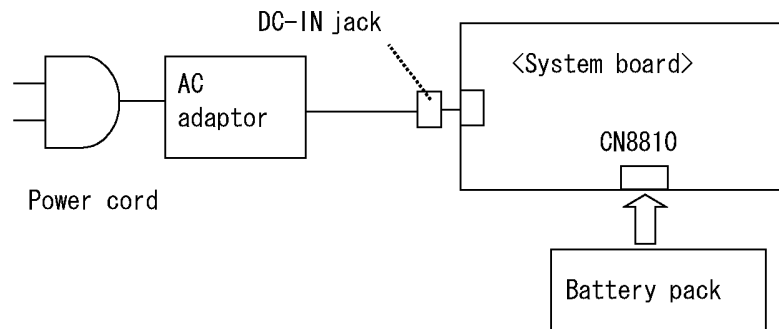 DC-IN jack
<System board>
AC
adaptor
CN8810
Power cord
Battery pack